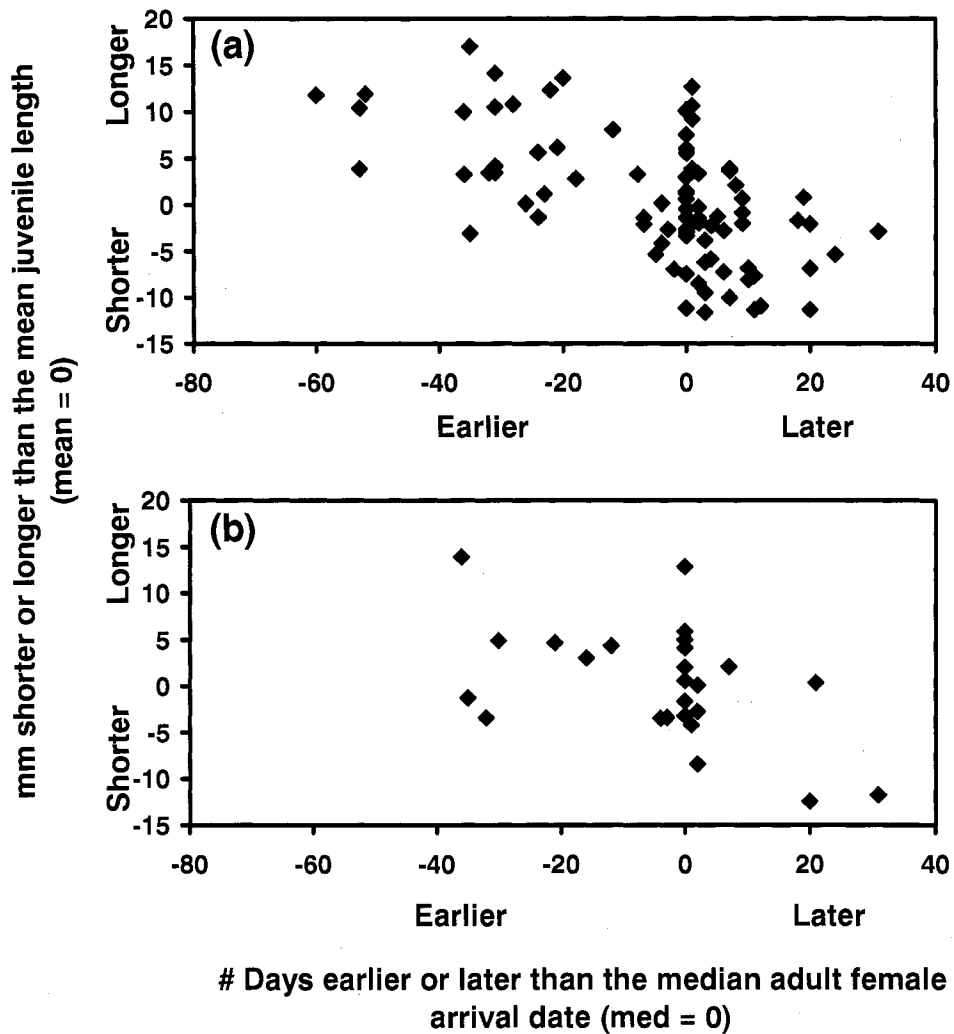 mm shorter or longer than the mean juvenile length
(mean = 0)
Longer
Shorter
(a)
20
15
10
5
0
-5
-10
-15
-80
-60
-40
-20
0
20
40
Earlier
Later
Longer
Shorter
(b)
20
15
10
5
0
-5
-10
-15
-80
-60
-40
-20
0
20
40
Earlier
Later
# Days earlier or later than the median adult female
arrival date (med = 0)